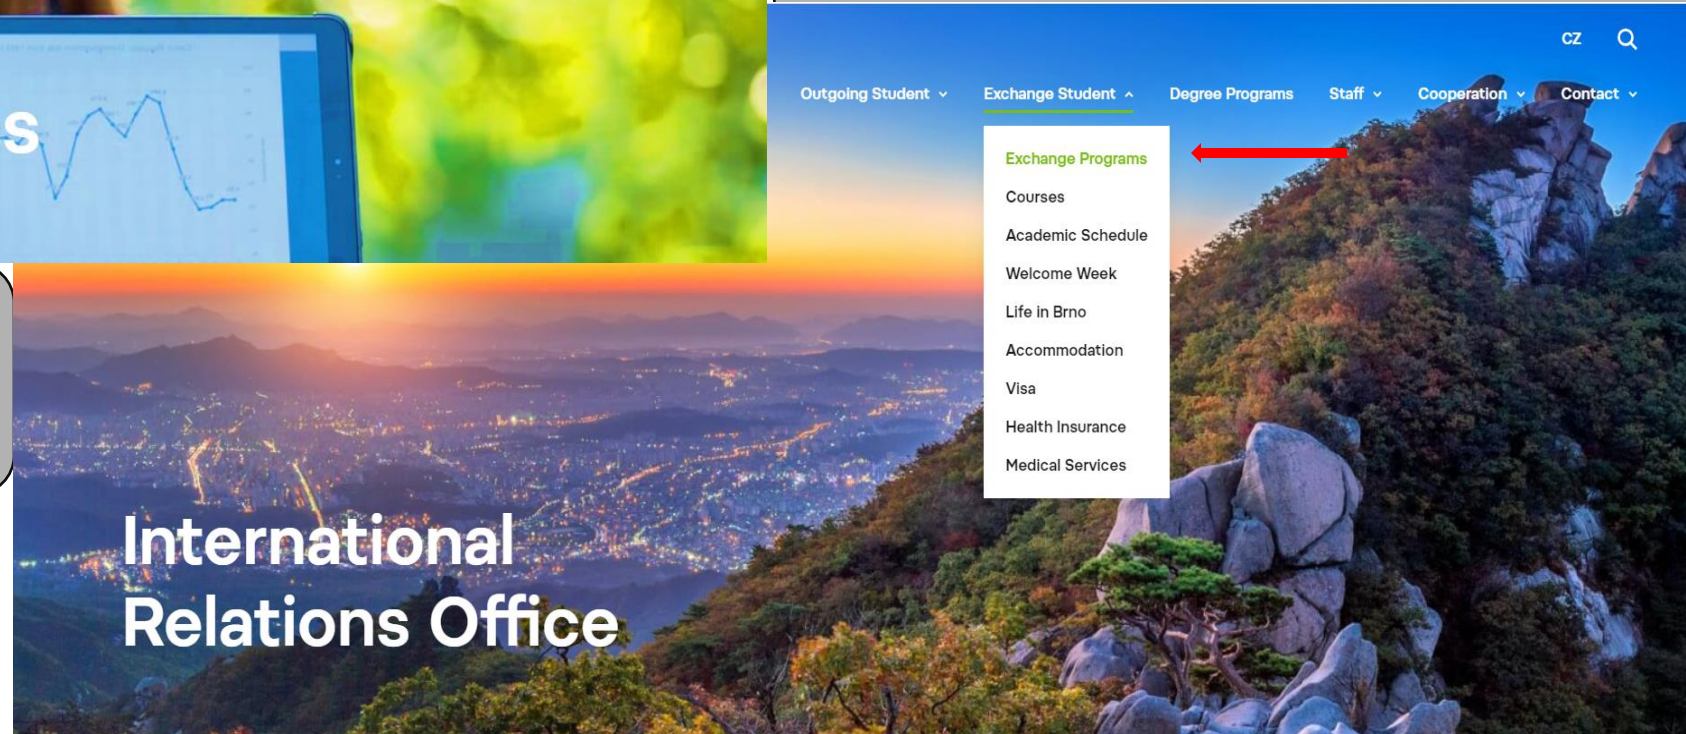 s
CZ
Outgoing Student Exchange Student Degree Programs Staff Cooperation Contact
Exchange Programs
Courses
Academic Schedule
Welcome Week
Life in Brno
Accommodation
Visa
Health Insurance
Medical Services
International
Relations Office